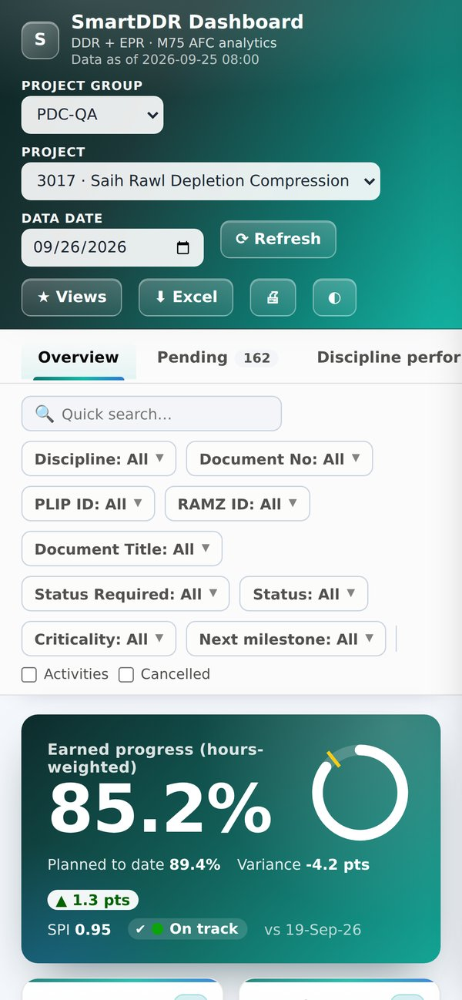 S
SmartDDR Dashboard
DDR + EPR · M75 AFC analytics
Data as of 2026-09-25 08:00
PROJECT GROUP
PDC-QA
PROJECT
3017 · Saih Rawl Depletion Compression
DATA DATE
09/26/2026
⟳ Refresh
★ Views
⬇ Excel
Overview
Pending 162
Discipline perfor
Quick search...
Discipline: All ▼
Document No: All ▼
PLIP ID: All ▼
RAMZ ID: All ▼
Document Title: All ▼
Status Required: All ▼
Status: All ▼
Criticality: All ▼
Next milestone: All ▼
Activities
Cancelled
Earned progress (hours-
weighted)
85.2%
Planned to date 89.4% Variance -4.2 pts
▲ 1.3 pts
SPI 0.95 ✔ On track vs 19-Sep-26